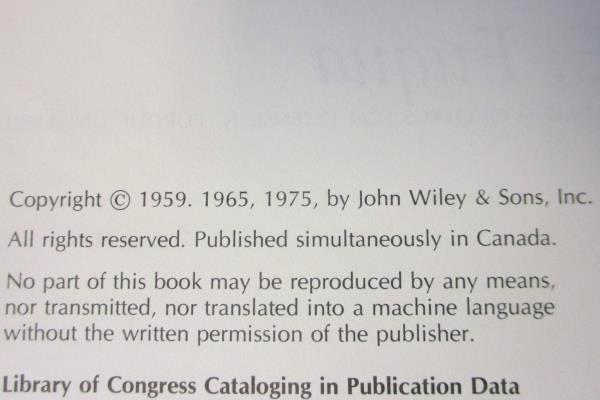 Copyright © 1959. 1965, 1975, by John Wiley & Sons, Inc.
All rights reserved. Published simultaneously in Canada.
No part of this book may be reproduced by any means,
nor transmitted, nor translated into a machine language
without the written permission of the publisher.
Library of Congress Cataloging in Publication Data